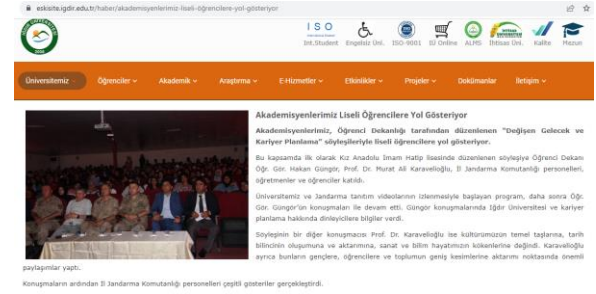 eskisite.igdir.edu.tr/haber/akademisyenlerimiz-liseli-öğrencilere-yol-gösteriyor
ISO
Int.Student Engelsiz Üni. ISO-9001 IU Online ALMS İhtisas Üni. Kalite Mezun
Üniversitemiz Öğrenciler Akademik Araştırma E-Hizmetler Etkinlikler Projeler Dokümanlar İletişim
Akademisyenlerimiz Liseli Öğrencilere Yol Gösteriyor
Akademisyenlerimiz, Öğrenci Dekanlığı tarafından düzenlenen "Değişen Gelecek ve
Kariyer Planlama" söyleşileriyle liseli öğrencilere yol gösteriyor.
Bu kapsamda ilk olarak Kız Anadolu İmam Hatip lisesinde düzenlenen söyleşiye Öğrenci Dekanı
Öğr. Gör. Hakan Güngör, Prof. Dr. Murat Ali Karavelioğlu, İl Jandarma Komutanlığı personelleri,
öğretmenler ve öğrenciler katıldı.
Üniversitemiz ve Jandarma tanıtım videolarının izlenmesiyle başlayan program, daha sonra Öğr.
Gör. Güngör'ün konuşmaları ile devam etti. Güngör konuşmalarında Iğdır Üniversitesi ve kariyer
planlama hakkında dinleyicilere bilgiler verdi.
Söyleşinin bir diğer konuşmacısı Prof. Dr. Karavelioğlu ise kültürümüzün temel taşlarına, tarih
bilincinin oluşumuna ve aktarımına, sanat ve bilim hayatımızın kökenlerine değindi. Karavelioğlu
ayrıca bunların gençlere, öğrencilere ve toplumun geniş kesimlerine aktarımı noktasında önemli
paylaşımlar yaptı.
Konuşmaların ardından İl Jandarma Komutanlığı personelleri çeşitli gösteriler gerçekleştirdi.